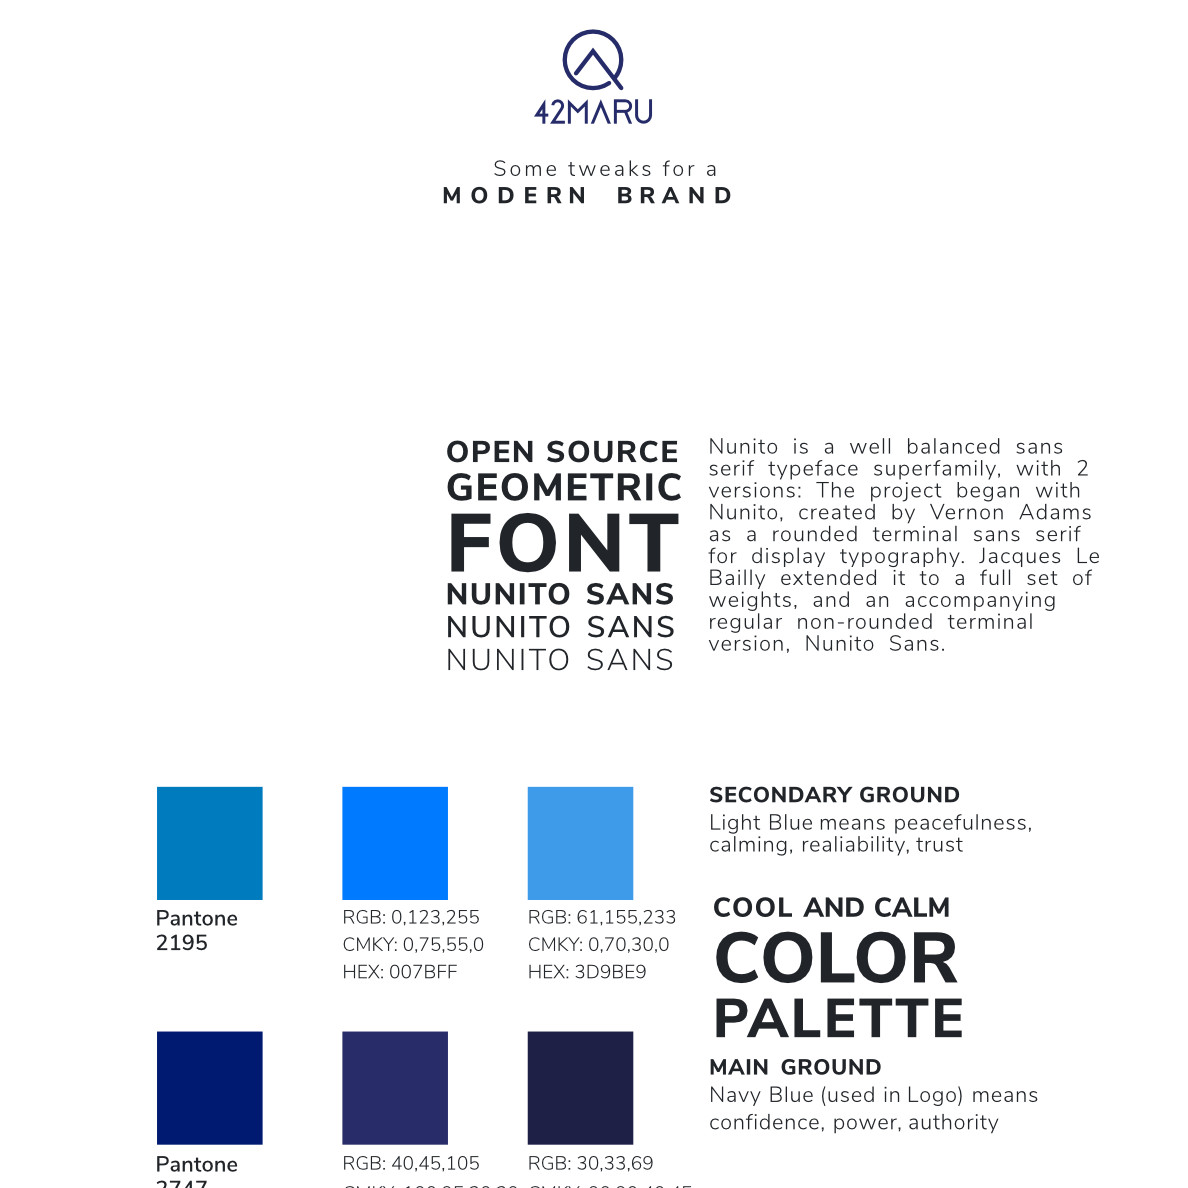 42MARU
Some tweaks for a
MODERN BRAND
OPEN SOURCE
GEOMETRIC
FONT
NUNITO SANS
NUNITO SANS
NUNITO SANS
Nunito is a well balanced sans
serif typeface superfamily, with 2
versions: The project began with
Nunito, created by Vernon Adams
as a rounded terminal sans serif
for display typography. Jacques Le
Bailly extended it to a full set of
weights, and an accompanying
regular non-rounded terminal
version, Nunito Sans.
SECONDARY GROUND
Light Blue means peacefulness,
calming, realiability, trust
Pantone
2195
RGB: 0,123,255
CMKY: 0,75,55,0
HEX: 007BFF
RGB: 61,155,233
CMKY: 0,70,30,0
HEX: 3D9BE9
COOL AND CALM
COLOR
PALETTE
MAIN GROUND
Navy Blue (used in Logo) means
confidence, power, authority
Pantone
RGB: 40,45,105
RGB: 30,33,69